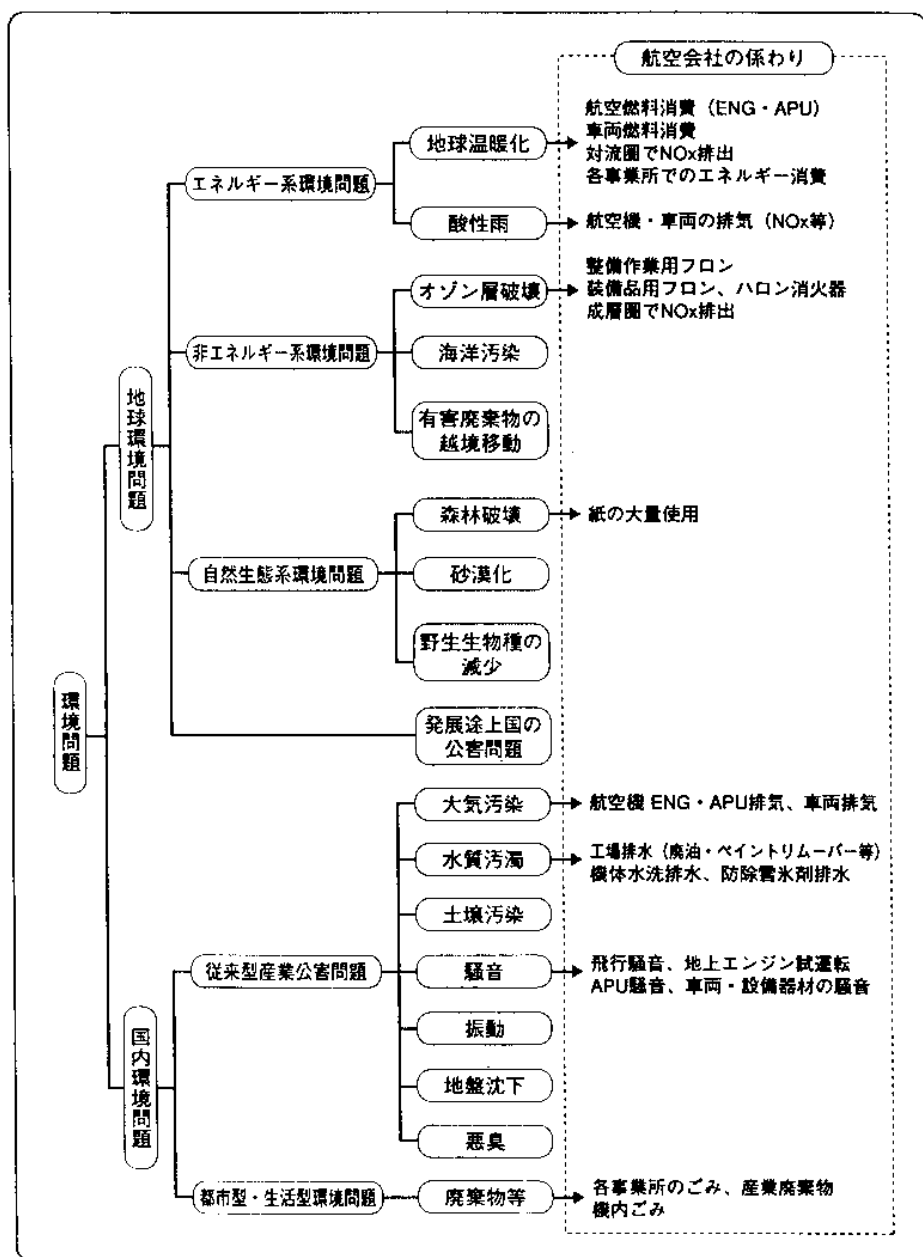 航空会社の係わり
航空燃料消費(ENG・APU)
車両燃料消費
対流圏でNOx排出
各事業所でのエネルギー消費
地球温暖化
エネルギー系環境問題
酸性雨
航空機・車両の排気(NOx等)
整備作業用フロン
装備品用フロン、ハロン消火器
成層圏でNOx排出
オゾン層破壊
非エネルギー系環境問題
海洋汚染
有害廃棄物の
越境移動
地球環境問題
森林破壊
紙の大量使用
自然生態系環境問題
砂漠化
野生生物種の
減少
環境問題
発展途上国の
公害問題
大気汚染
航空機 ENG・APU排気、車両排気
水質汚濁
工場排水(廃油・ペイントリムーバー等)
機体水洗排水、防除雪氷剤排水
土壌汚染
従来型産業公害問題
騒音
飛行騒音、地上エンジン試運転
APU騒音、車両・設備器材の騒音
国内環境問題
振動
地盤沈下
悪臭
都市型・生活型環境問題
廃棄物等
各事業所のごみ、産業廃棄物
機内ごみ